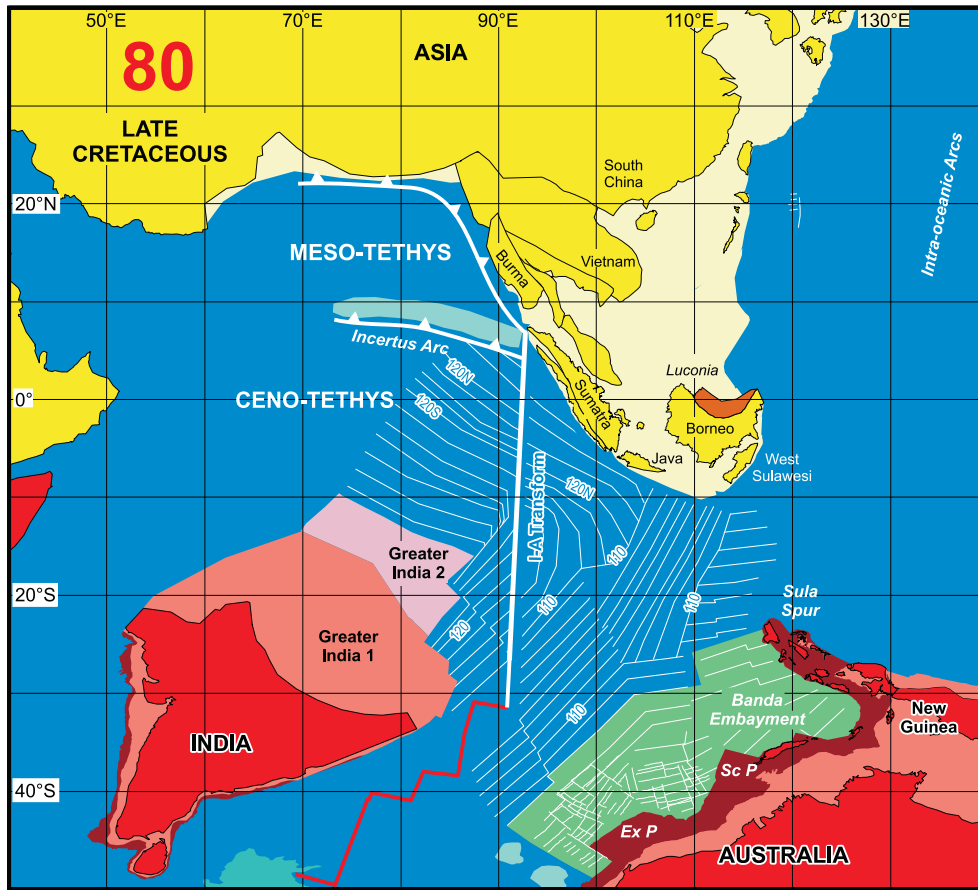 50°E
70°E
90°E
110°E
130°E
80
ASIA
LATE
CRETACEOUS
South
China
Intra-oceanic Arcs
20°N
MESO-TETHYS
Burma
Vietnam
Incertus Arc
120N
Luconia
0°
CENO-TETHYS
120S
Sumatra
Borneo
Java
West
Sulawesi
120N
I-A Transform
110
Greater
India 2
20°S
110
110
Sula
Spur
120
Greater
India 1
Banda
Embayment
110
New
Guinea
INDIA
Sc P
40°S
Ex P
AUSTRALIA